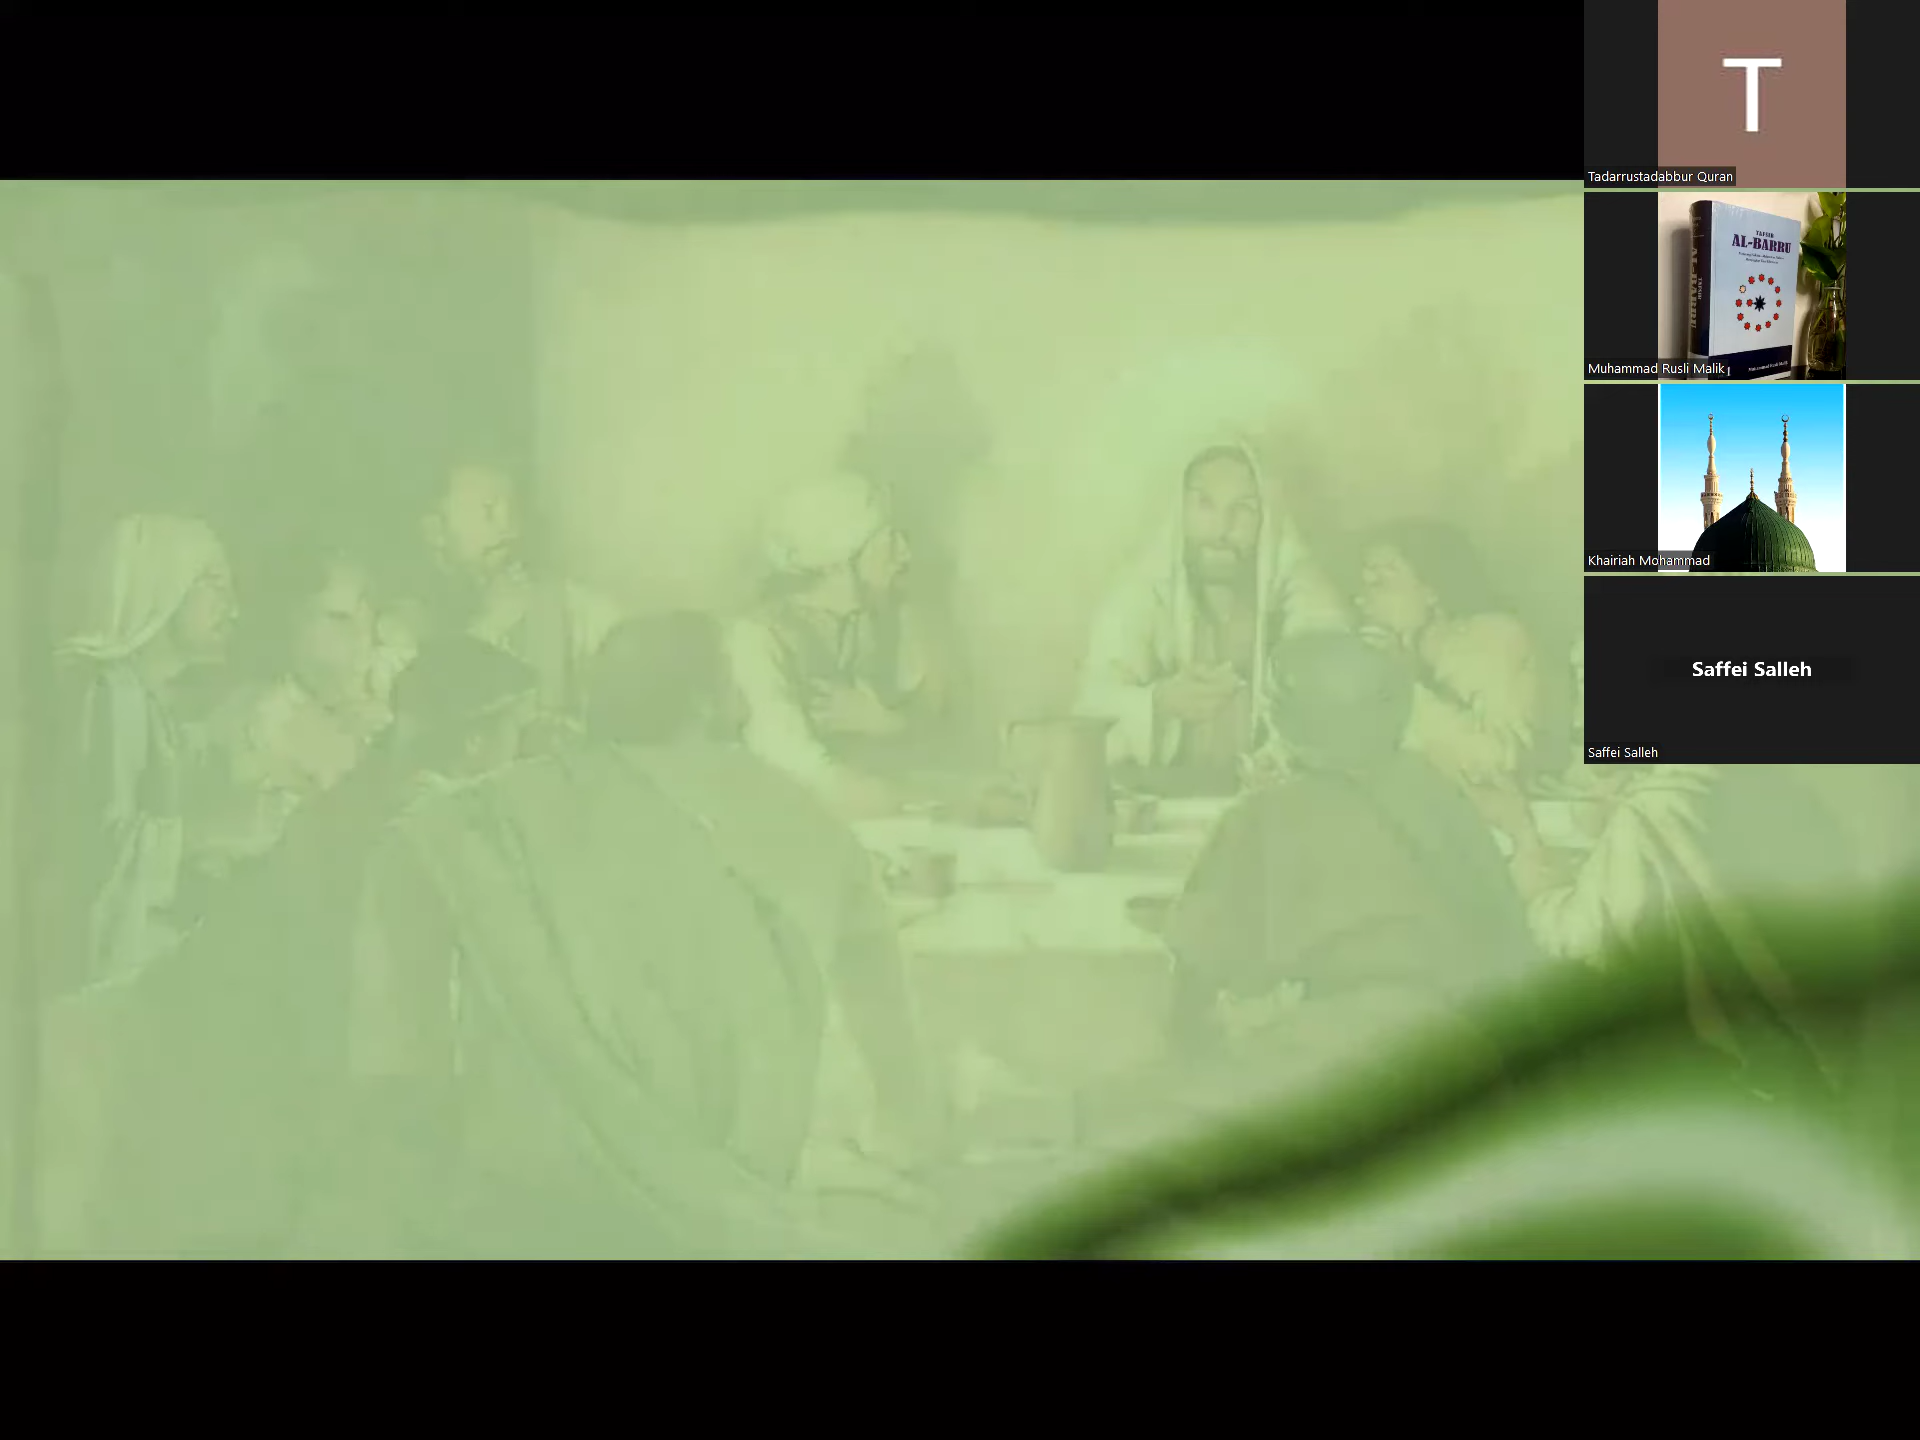 T
Tadarrustadabbur Quran
TAFSIR
AL-BARRU
Muhammad Rusli Malik
Khairiah Mohammad
Saffei Salleh
Saffei Salleh